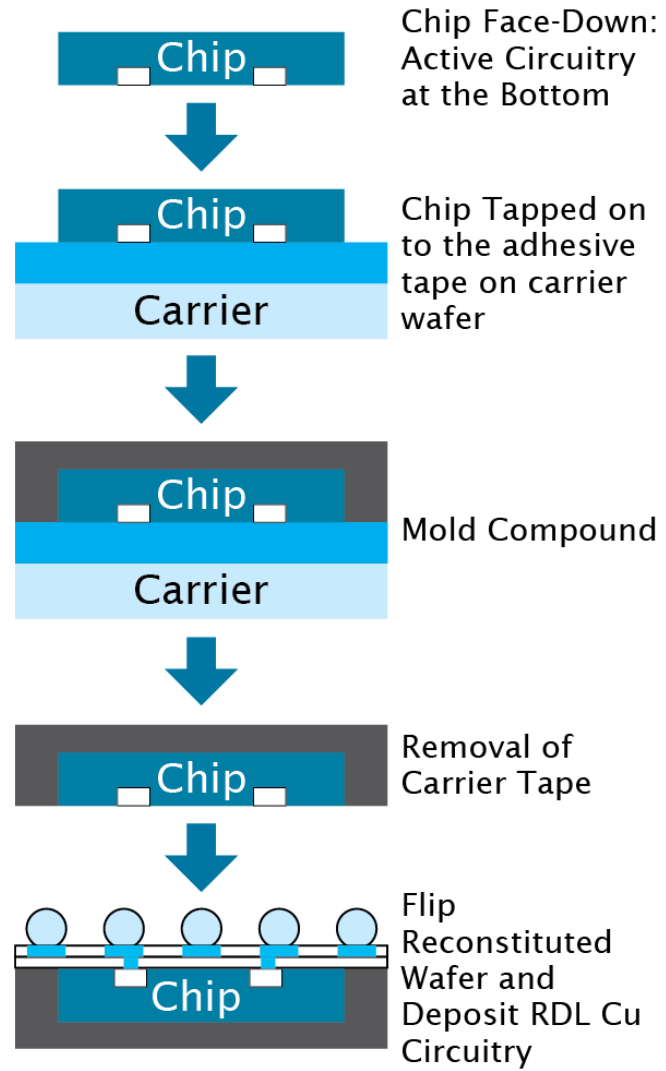 Chip
Chip Face-Down:
Active Circuitry
at the Bottom
Chip
Carrier
Chip Tapped on
to the adhesive
tape on carrier
wafer
Chip
Carrier
Mold Compound
Chip
Removal of
Carrier Tape
Chip
Flip
Reconstituted
Wafer and
Deposit RDL Cu
Circuitry